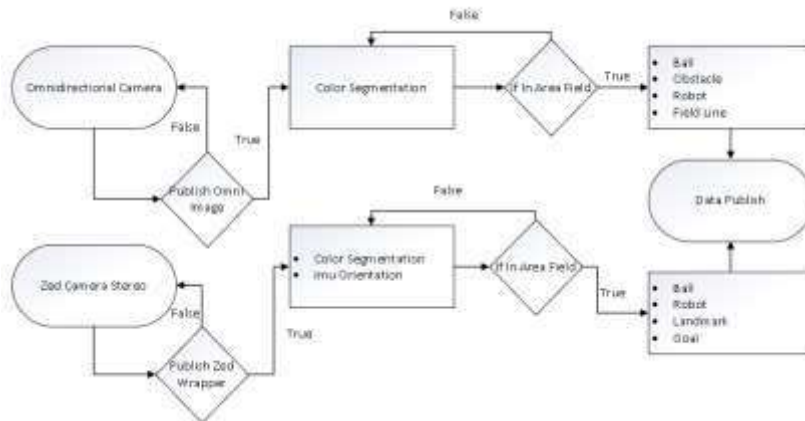 False
Omnidirectional Camera
False
True
Publish Omni
Image
Color Segmentation
If In Area Field
True
Ball
Obstacle
Robot
Field Line
Data Publish
False
Zed Camera Stereo
False
True
Publish Zed
Wrapper
Color Segmentation
imu Orientation
If In Area Field
True
Ball
Robot
Landmark
Goal